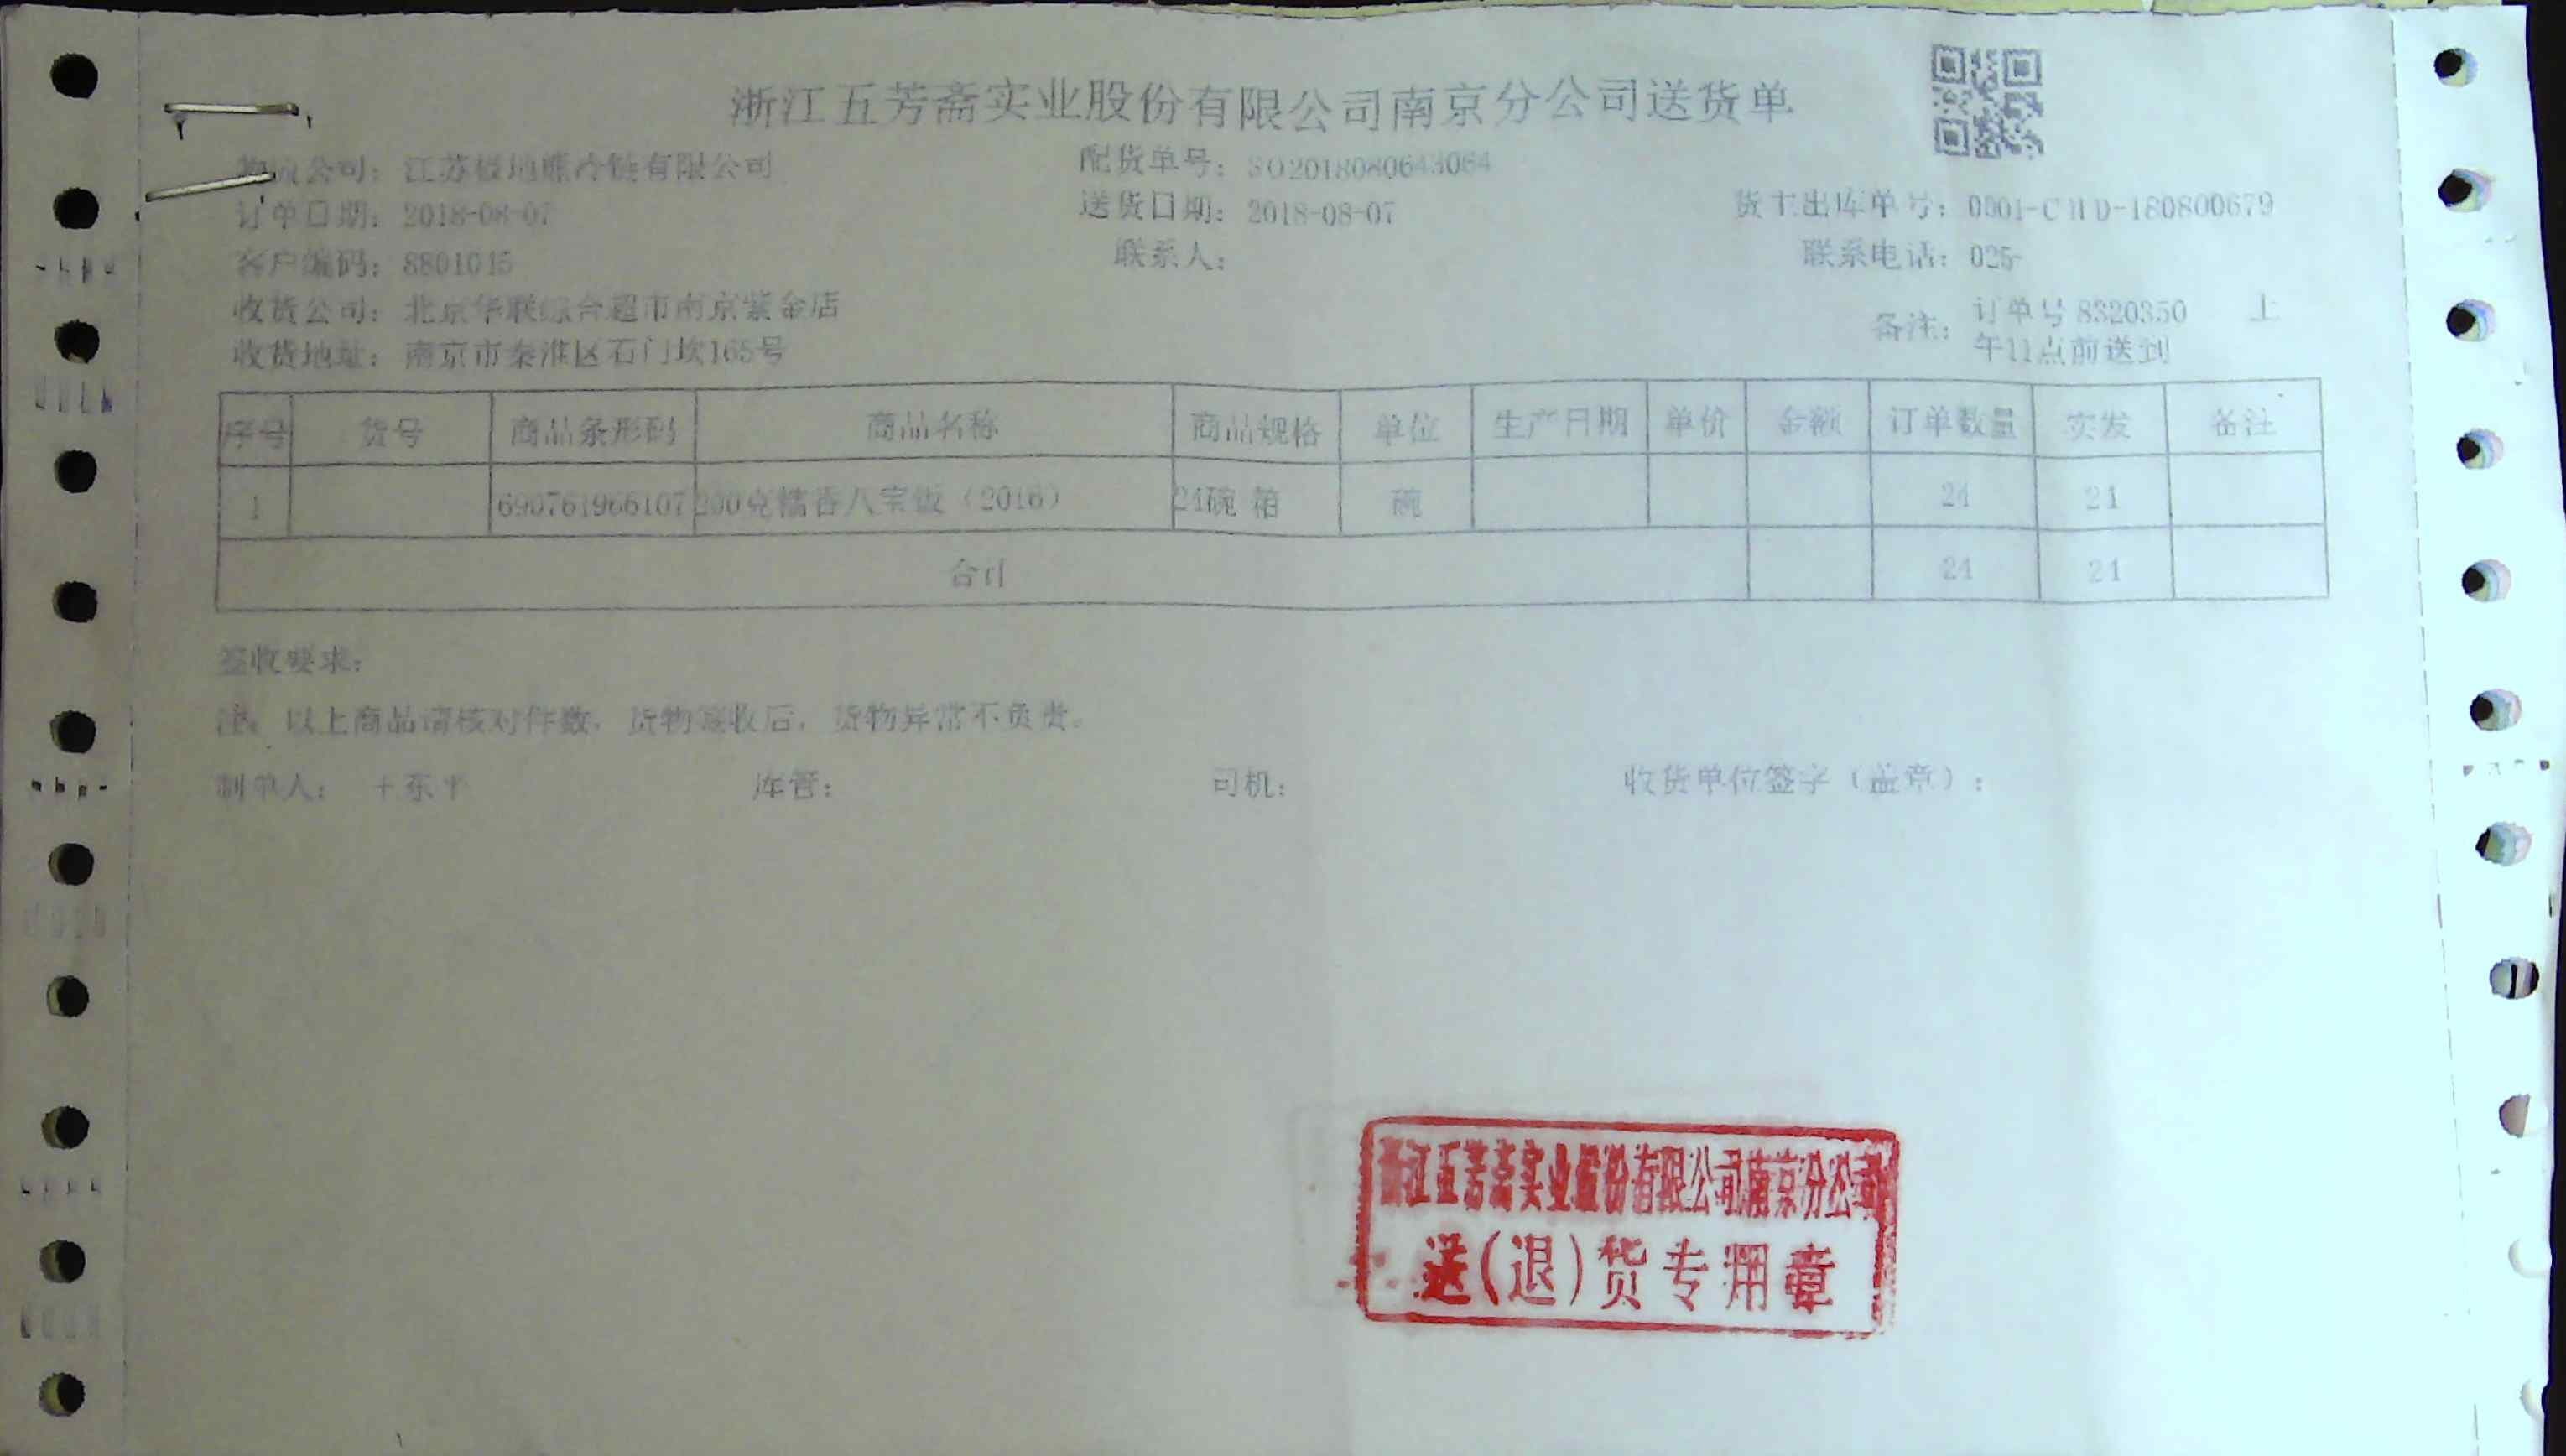 浙江五芳斋实业股份有限公司南京分公司送货单
物流公司：江苏极地熊冷链有限公司 配货单号：SO2018080643064
订单日期：2018-08-07 送货日期：2018-08-07 货主出库单号：0001-CHD-180800679
客户编码：8801045 联系人： 联系电话：025-
收货公司：北京华联综合超市南京紫金店 备注：订单号8320350 上
收货地址：南京市秦淮区石门坎165号 午11点前送到
序号 货号 商品条形码 商品名称 商品规格 单位 生产日期 单价 金额 订单数量 实发 备注
1 690761966107 200克糯香八宝饭（2016） 24碗 箱 碗 24 24
合计 24 24
签收要求：
注：以上商品请核对件数，货物签收后，货物异常不负责。
制单人： 库管： 司机： 收货单位签字（盖章）：
浙江五芳斋实业股份有限公司南京分公司
送(退)货专用章